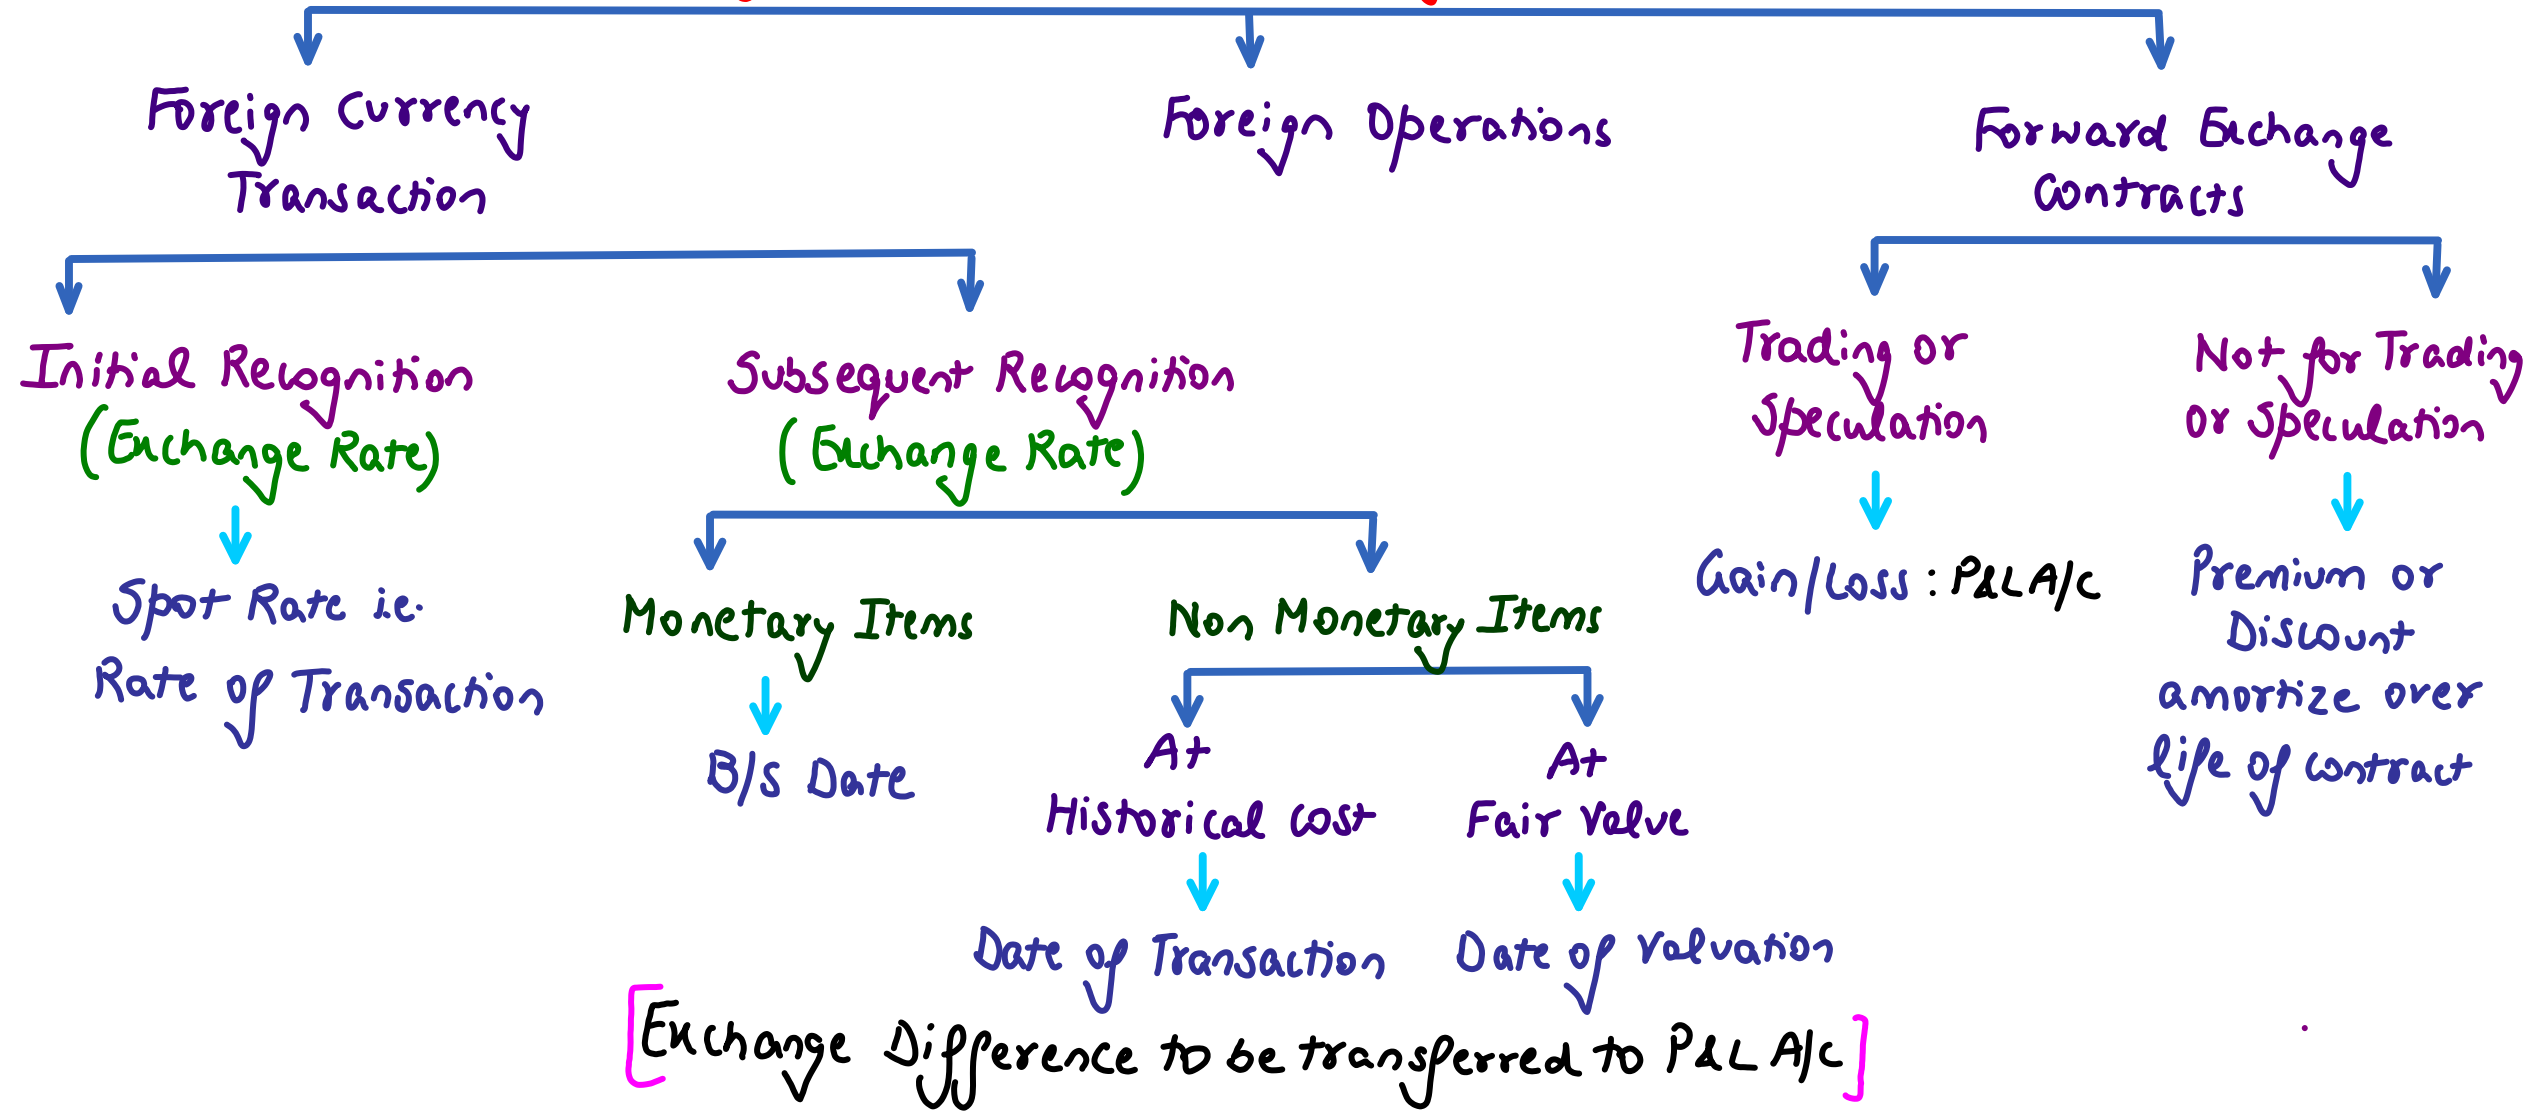 Foreign Currency
Transaction
Foreign Operations
Forward Exchange
Contracts
Initial Recognition
(Exchange Rate)
Spot Rate i.e.
Rate of Transaction
Subsequent Recognition
(Exchange Rate)
Monetary Items
B/s Date
Non Monetary Items
At
Historical cost
Date of Transaction
At
Fair value
Date of valuation
[Exchange Difference to be transferred to P&L A/c]
Trading or
Speculation
Gain/Loss : P&L A/c
Not for Trading
or speculation
Premium or
Discount
amortize over
life of contract